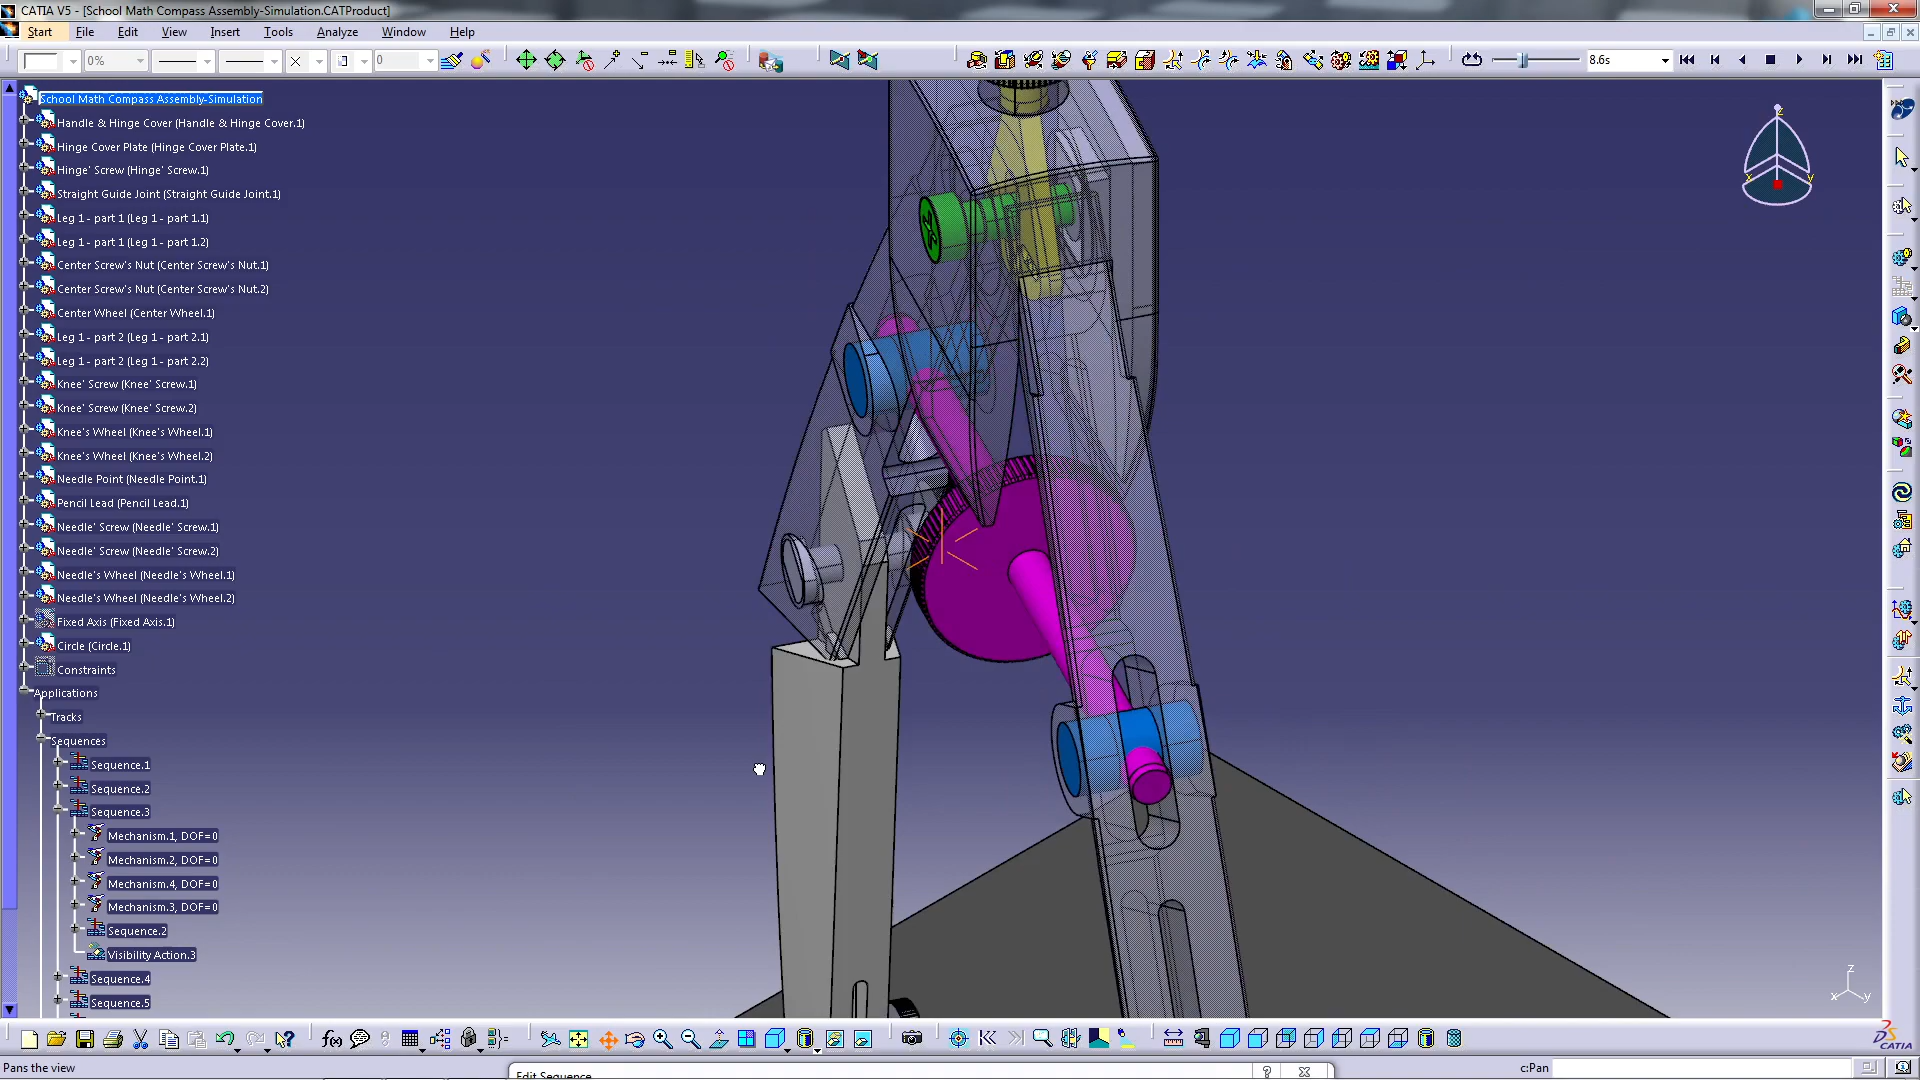 CATIA V5 - [School Math Compass Assembly-Simulation.CATProduct]
Start File Edit View Insert Tools Analyze Window Help
0% 0 8.6s
School Math Compass Assembly-Simulation
Handle & Hinge Cover (Handle & Hinge Cover.1)
Hinge Cover Plate (Hinge Cover Plate.1)
Hinge' Screw (Hinge' Screw.1)
Straight Guide Joint (Straight Guide Joint.1)
Leg 1 - part 1 (Leg 1 - part 1.1)
Leg 1 - part 1 (Leg 1 - part 1.2)
Center Screw's Nut (Center Screw's Nut.1)
Center Screw's Nut (Center Screw's Nut.2)
Center Wheel (Center Wheel.1)
Leg 1 - part 2 (Leg 1 - part 2.1)
Leg 1 - part 2 (Leg 1 - part 2.2)
Knee' Screw (Knee' Screw.1)
Knee' Screw (Knee' Screw.2)
Knee's Wheel (Knee's Wheel.1)
Knee's Wheel (Knee's Wheel.2)
Needle Point (Needle Point.1)
Pencil Lead (Pencil Lead.1)
Needle' Screw (Needle' Screw.1)
Needle' Screw (Needle' Screw.2)
Needle's Wheel (Needle's Wheel.1)
Needle's Wheel (Needle's Wheel.2)
Fixed Axis (Fixed Axis.1)
Circle (Circle.1)
Constraints
Applications
Tracks
Sequences
Sequence.1
Sequence.2
Sequence.3
Mechanism.1, DOF=0
Mechanism.2, DOF=0
Mechanism.4, DOF=0
Mechanism.3, DOF=0
Sequence.2
Visibility Action.3
Sequence.4
Sequence.5
z
x y
z
x y
f(x)
CATIA
Pans the view
Edit Sequence
c:Pan